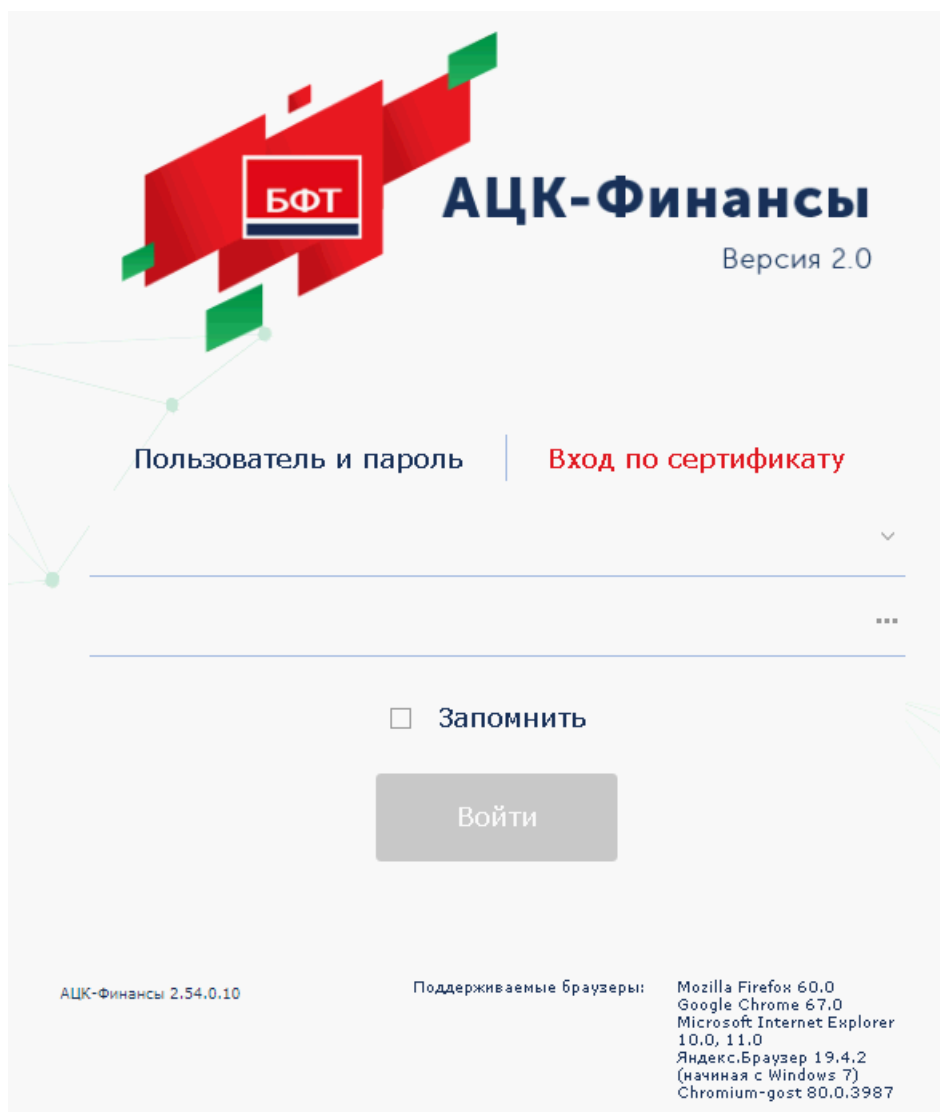 БФТ
АЦК-Финансы
Версия 2.0
Пользователь и пароль
Вход по сертификату
Запомнить
Войти
АЦК-Финансы 2.54.0.10
Поддерживаемые браузеры:
Mozilla Firefox 60.0
Google Chrome 67.0
Microsoft Internet Explorer
10.0, 11.0
Яндекс.Браузер 19.4.2
(начиная с Windows 7)
Chromium-gost 80.0.3987